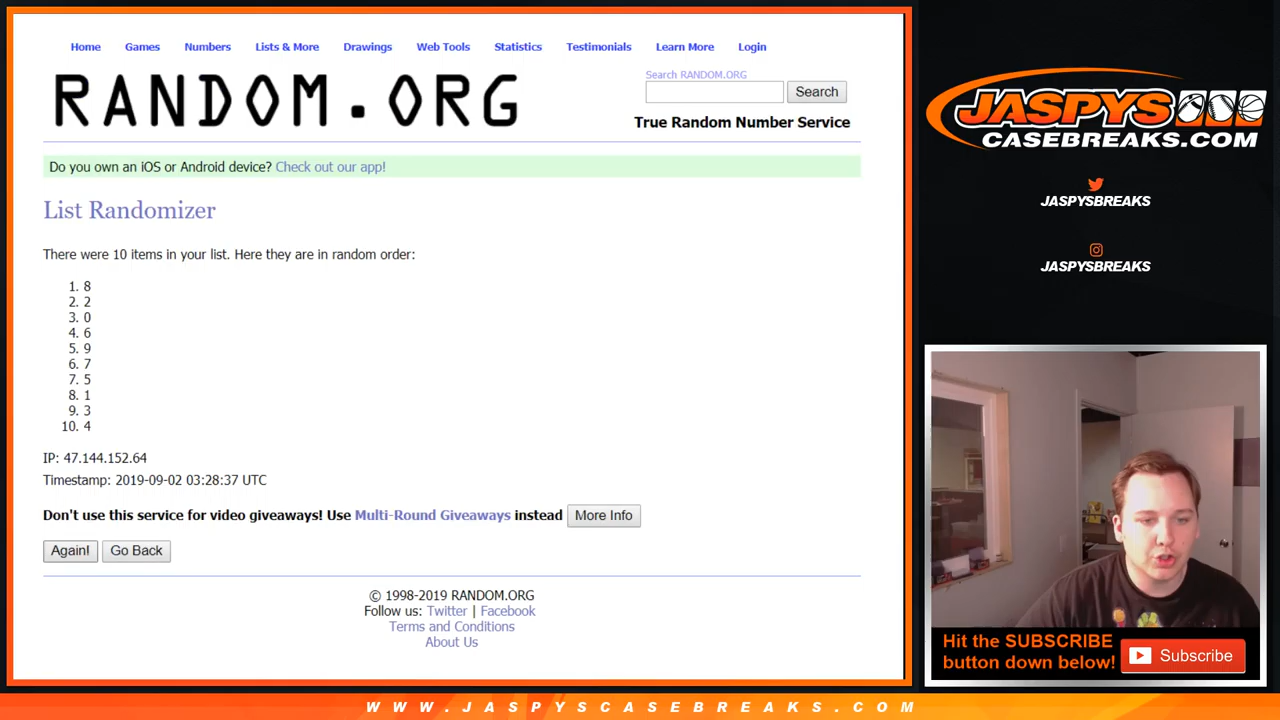 Home Games Numbers Lists & More Drawings Web Tools Statistics Testimonials Learn More Login
RANDOM.ORG
Search RANDOM.ORG
Search
True Random Number Service
Do you own an iOS or Android device? Check out our app!
List Randomizer
There were 10 items in your list. Here they are in random order:
1. 8
2. 2
3. 0
4. 6
5. 9
6. 7
7. 5
8. 1
9. 3
10. 4
IP: 47.144.152.64
Timestamp: 2019-09-02 03:28:37 UTC
Don't use this service for video giveaways! Use Multi-Round Giveaways instead More Info
Again! Go Back
© 1998-2019 RANDOM.ORG
Follow us: Twitter | Facebook
Terms and Conditions
About Us
JASPYS
CASEBREAKS.COM
JASPYSBREAKS
JASPYSBREAKS
Hit the SUBSCRIBE
button down below!
Subscribe
WWW.JASPYSCASEBREAKS.COM